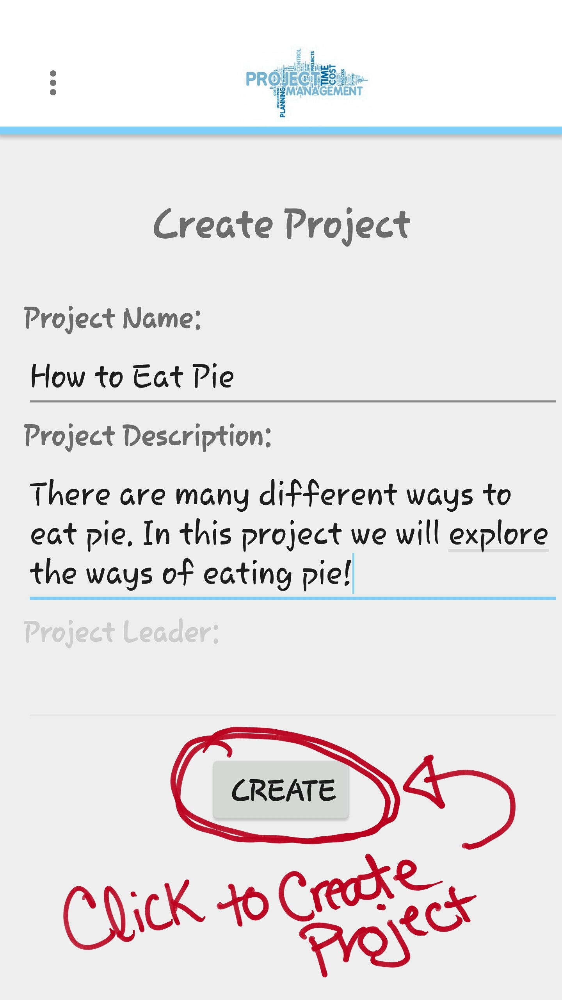 CONTROL
PROJECTS
PROJECT
TIME
COST
PROCESS
MANAGEMENT
COSTS
DEVELOPMENT
PLANNING
Create Project
Project Name:
How to Eat Pie
Project Description:
There are many different ways to
eat pie. In this project we will explore
the ways of eating pie!
Project Leader:
CREATE
Click to Create
Project